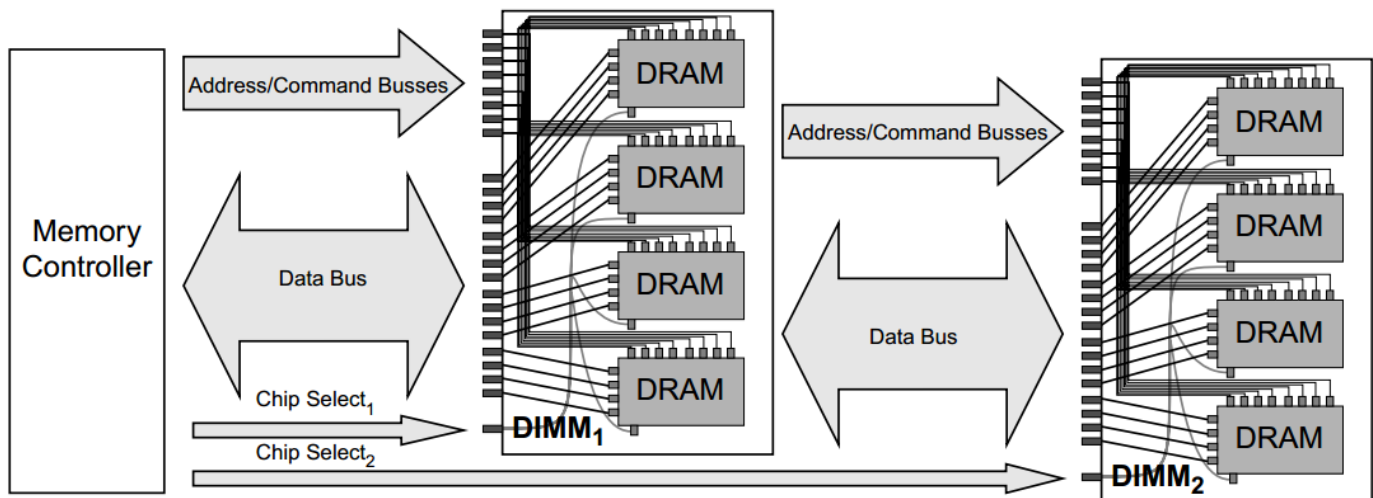 Memory
Controller
Address/Command Busses
Data Bus
Chip Select1
Chip Select2
DRAM
DRAM
DRAM
DRAM
DIMM1
Address/Command Busses
Data Bus
DRAM
DRAM
DRAM
DRAM
DIMM2